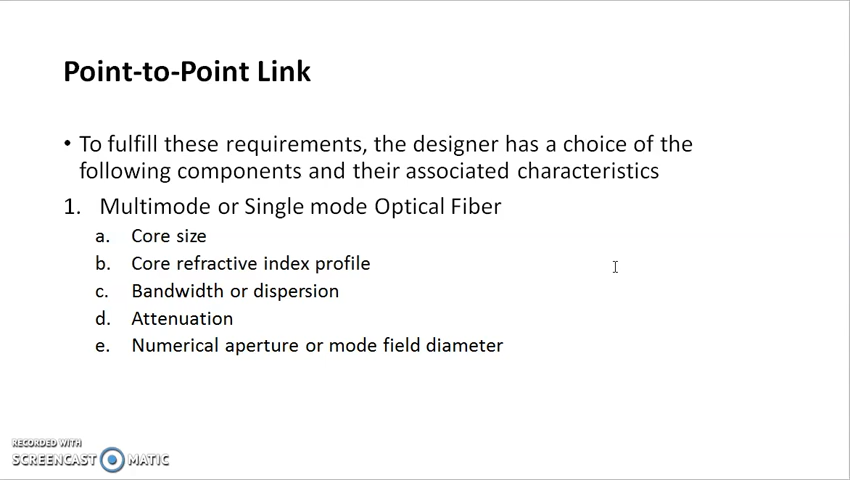 Point-to-Point Link
• To fulfill these requirements, the designer has a choice of the
following components and their associated characteristics
1. Multimode or Single mode Optical Fiber
a. Core size
b. Core refractive index profile
c. Bandwidth or dispersion
d. Attenuation
e. Numerical aperture or mode field diameter
RECORDED WITH
SCREENCAST MATIC